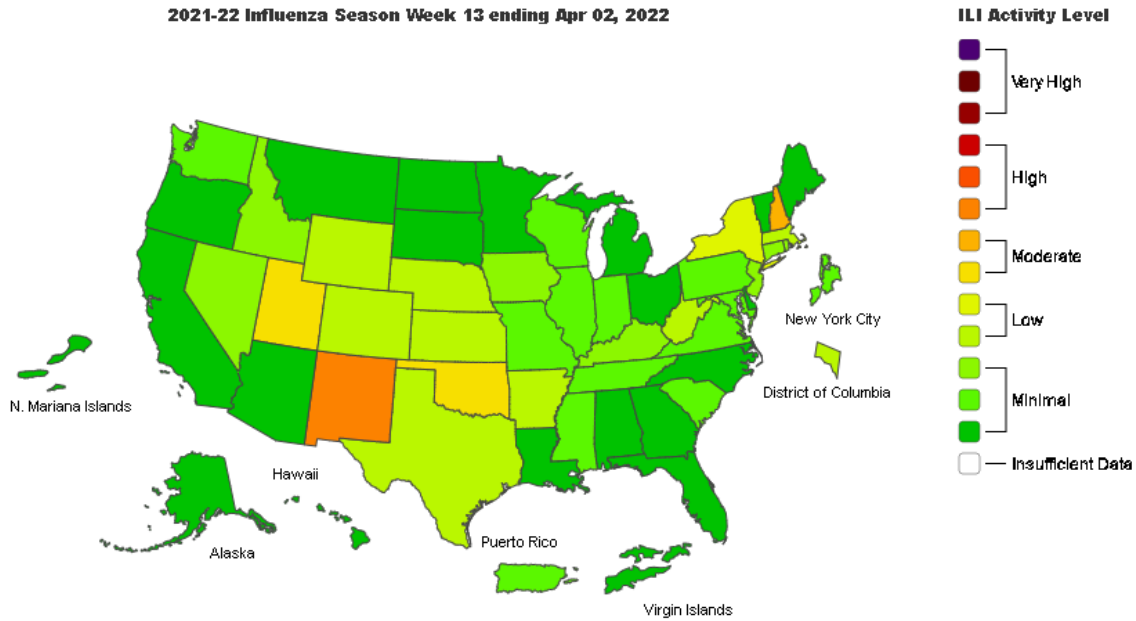 2021-22 Influenza Season Week 13 ending Apr 02, 2022
ILI Activity Level
Very High
High
Moderate
Low
Minimal
Insufficient Data
New York City
District of Columbia
N. Mariana Islands
Hawaii
Alaska
Puerto Rico
Virgin Islands